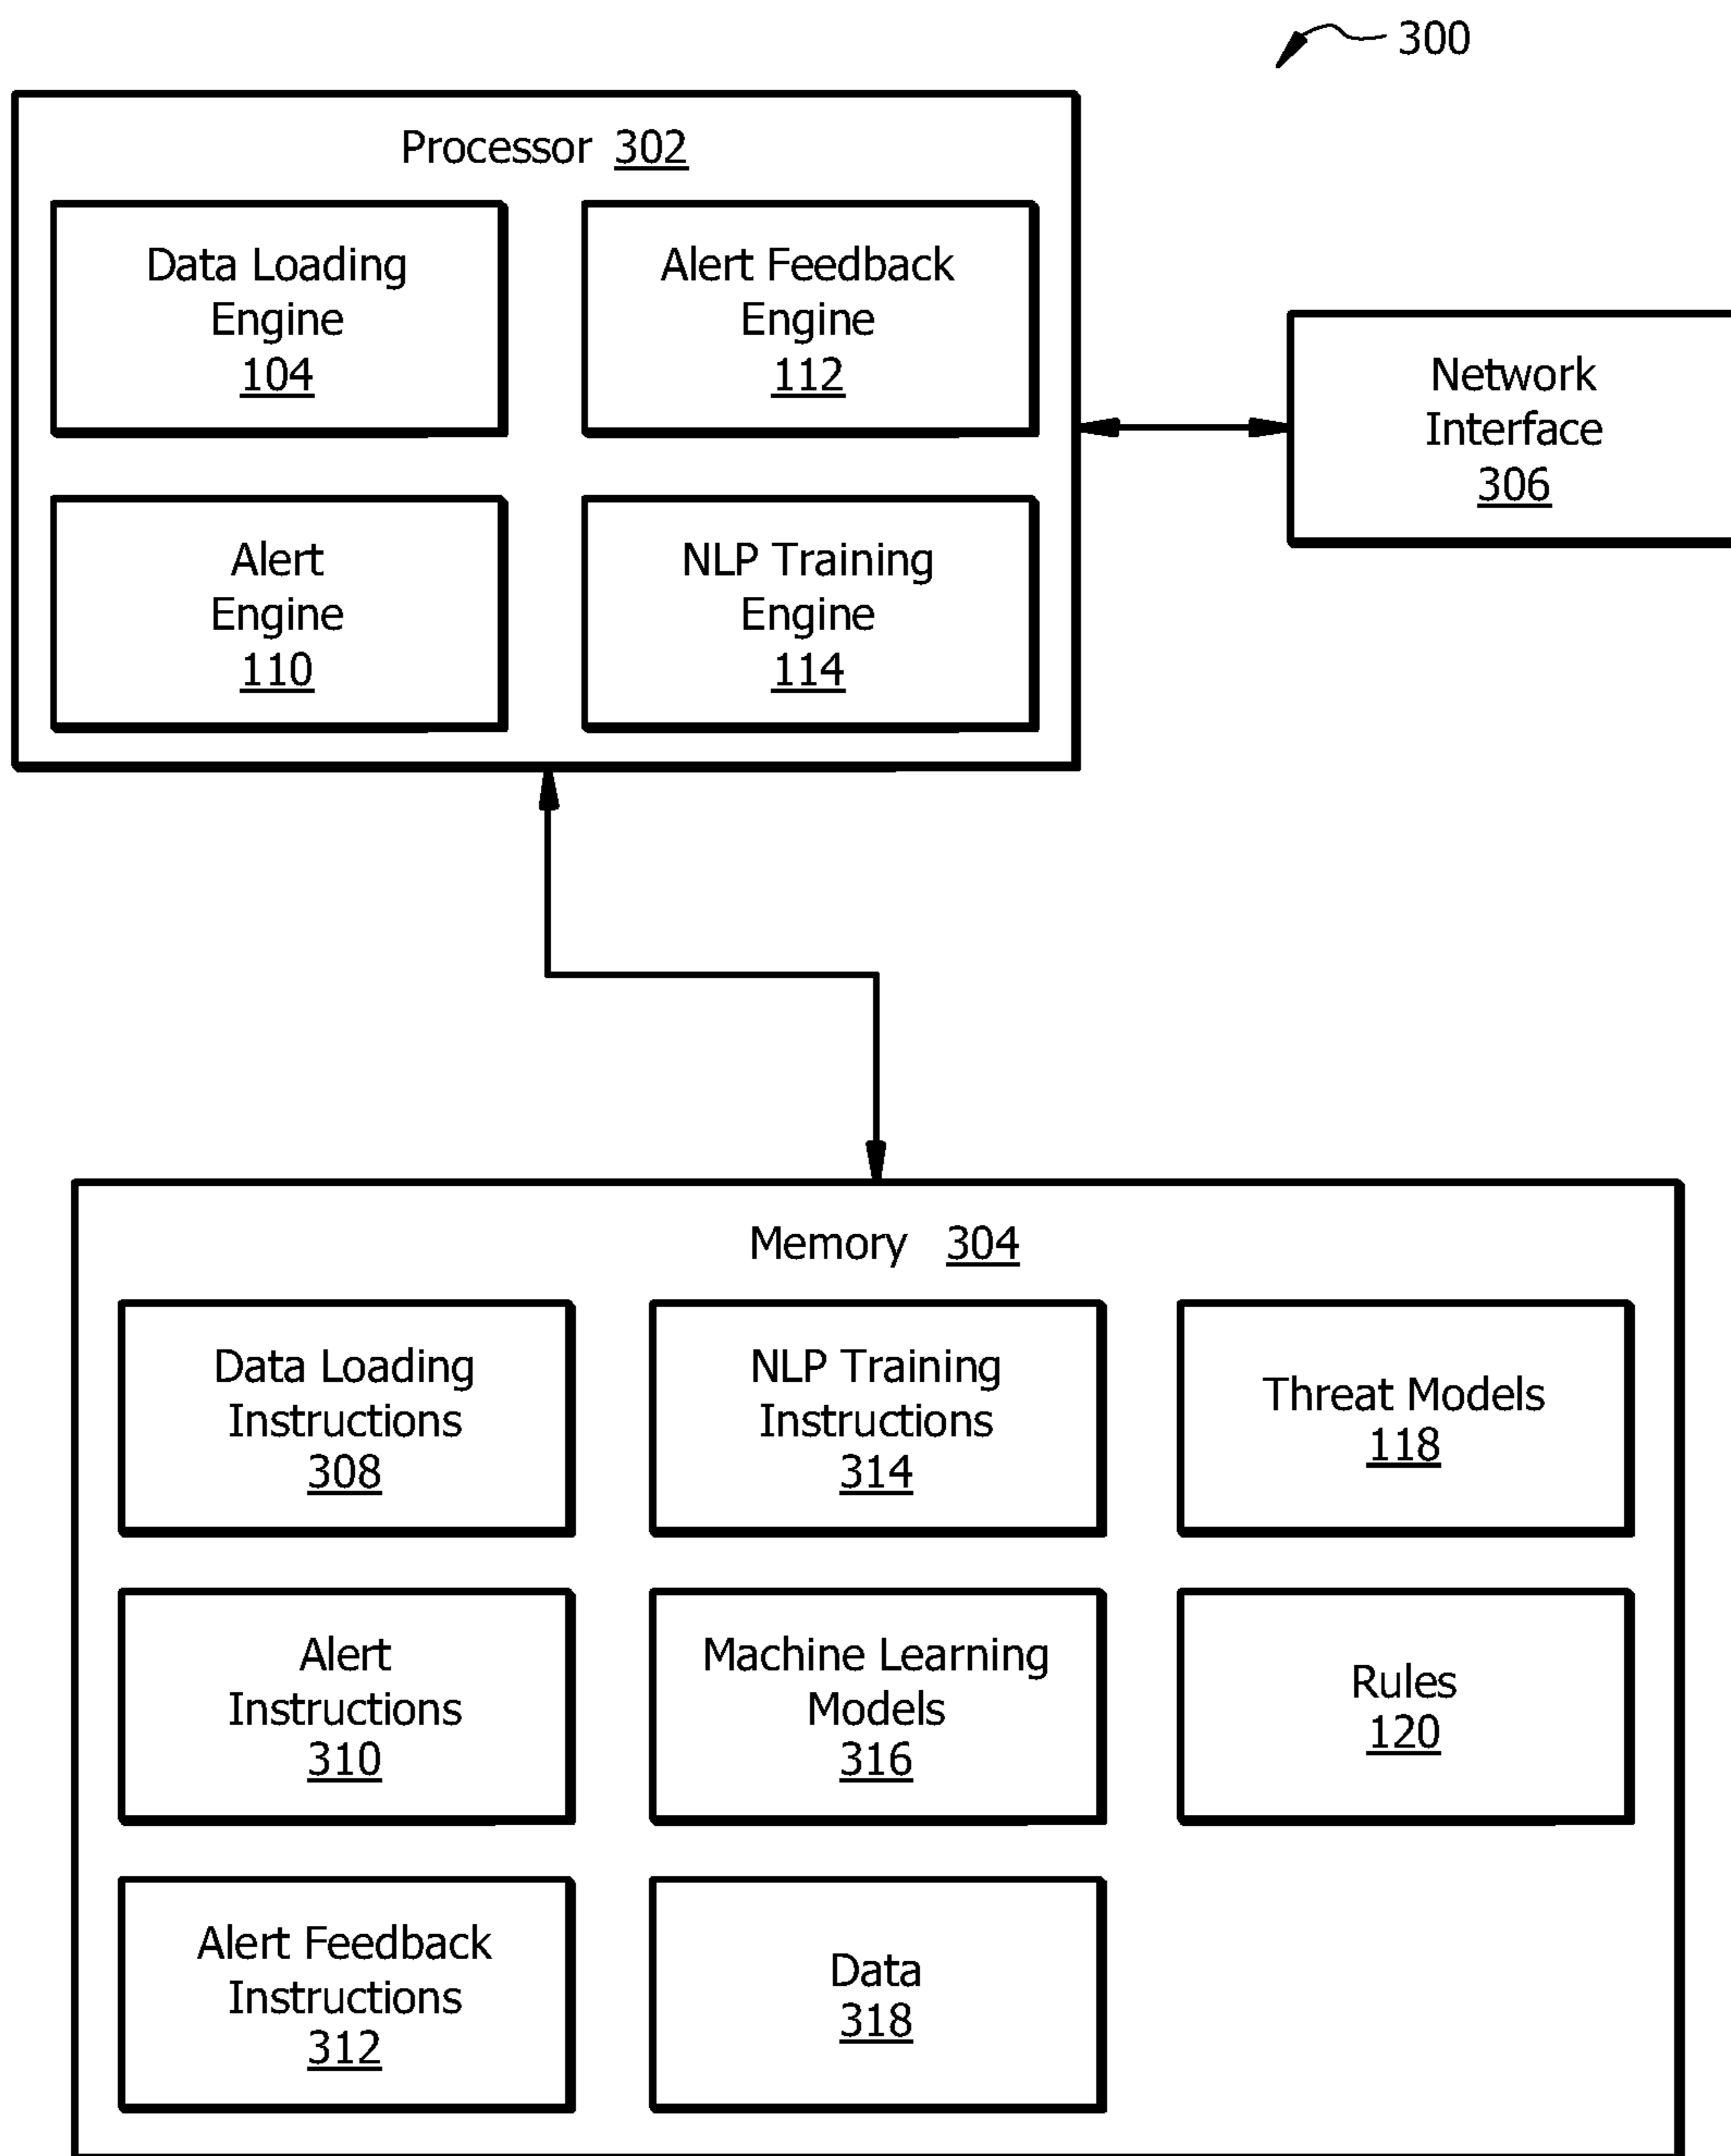 300
Processor 302
Data Loading
Engine
104
Alert Feedback
Engine
112
Alert
Engine
110
NLP Training
Engine
114
Network
Interface
306
Memory 304
Data Loading
Instructions
308
NLP Training
Instructions
314
Threat Models
118
Alert
Instructions
310
Machine Learning
Models
316
Rules
120
Alert Feedback
Instructions
312
Data
318